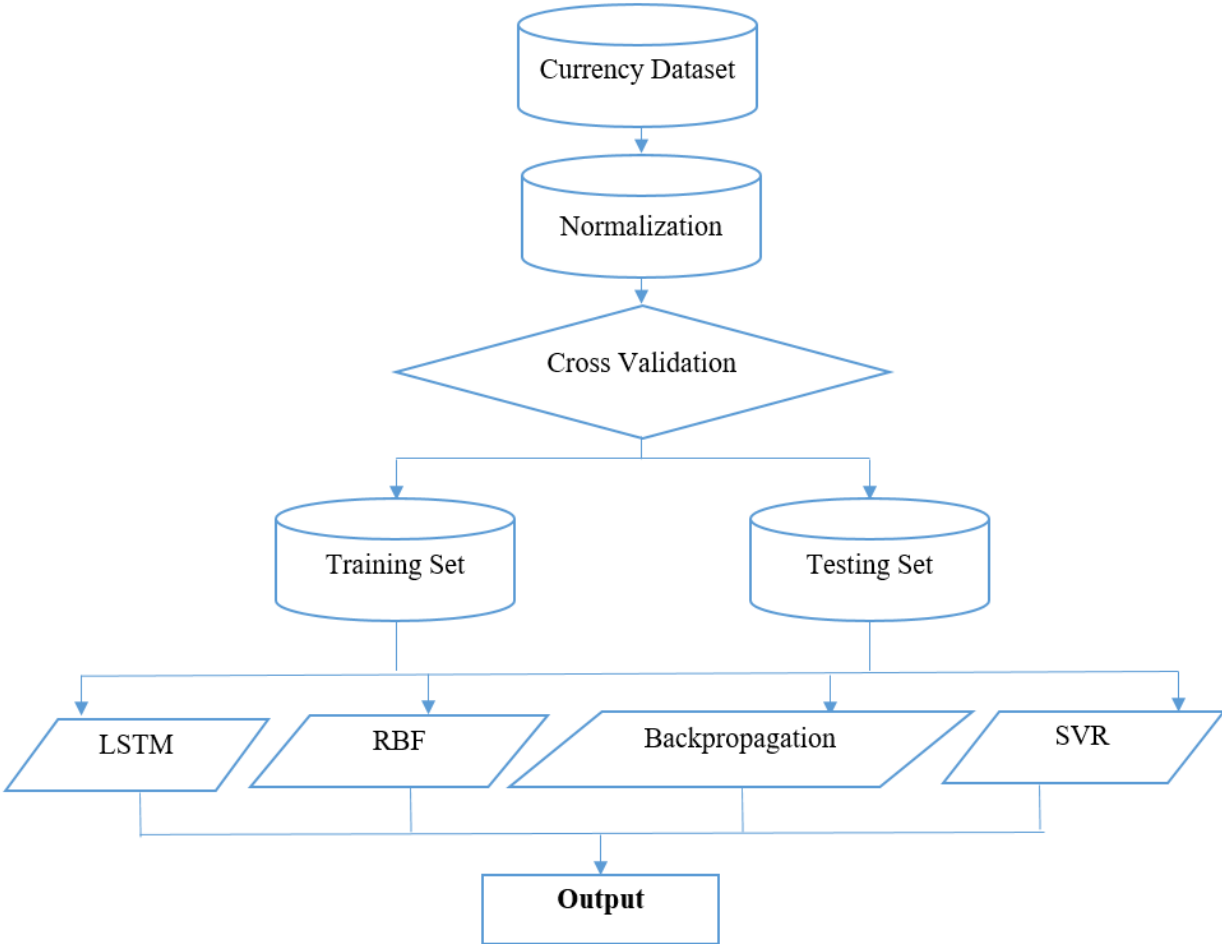 Currency Dataset
Normalization
Cross Validation
Training Set
Testing Set
LSTM
RBF
Backpropagation
SVR
Output